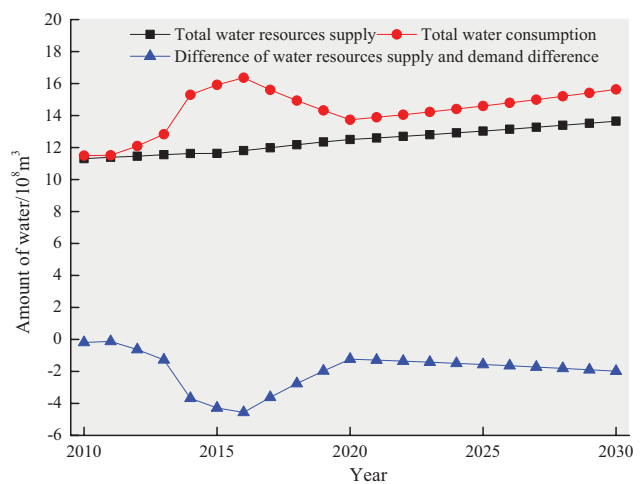 Total water resources supply Total water consumption
Difference of water resources supply and demand difference
20
18
16
14
12
10
8
6
4
2
0
-2
-4
-6
Amount of water/10⁸m³
2010 2015 2020 2025 2030
Year